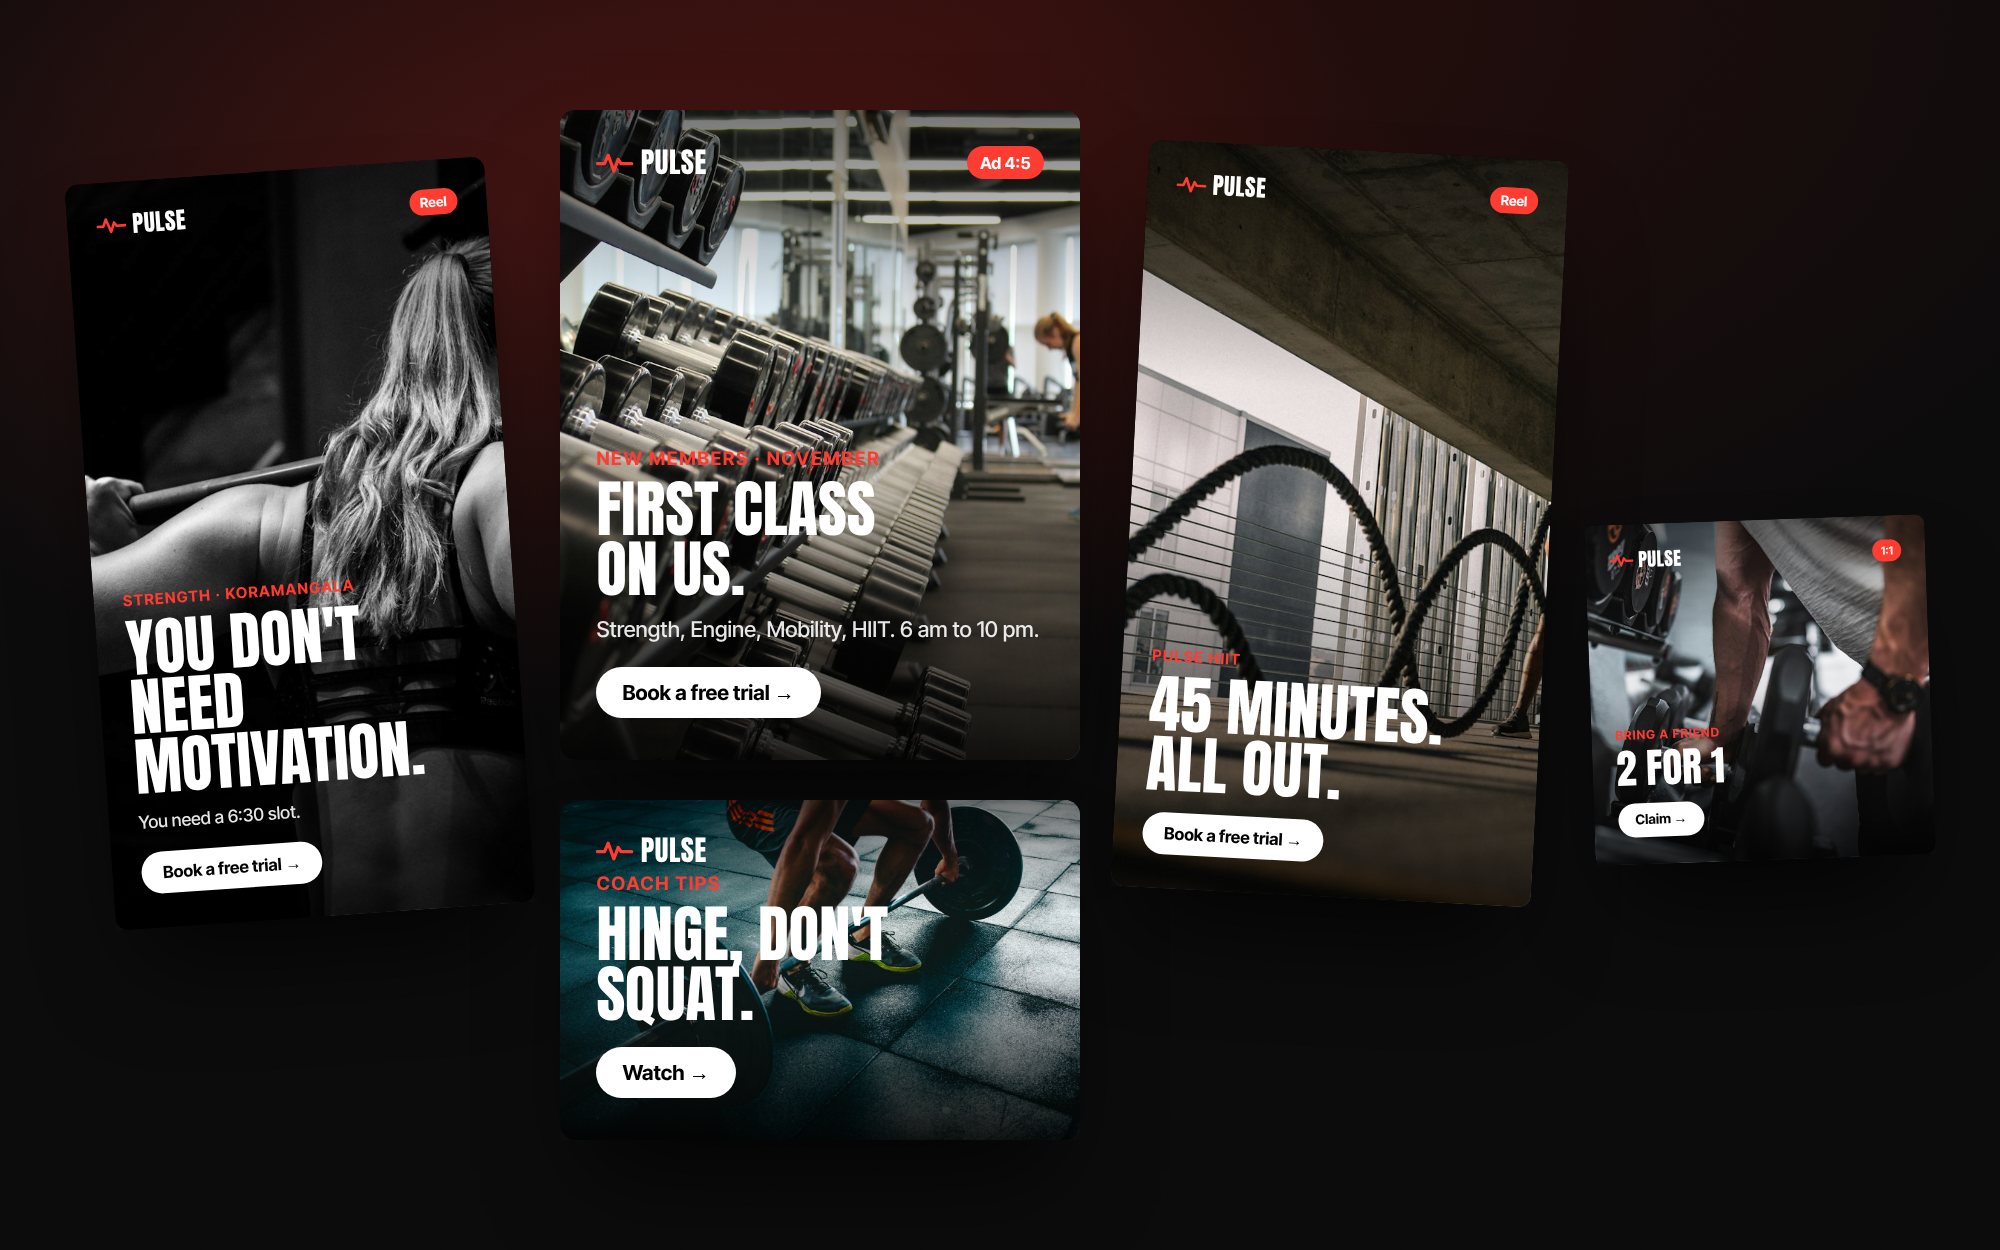 PULSE
Reel
STRENGTH · KORAMANGALA
YOU DON'T
NEED
MOTIVATION.
You need a 6:30 slot.
Book a free trial →
PULSE
Ad 4:5
NEW MEMBERS · NOVEMBER
FIRST CLASS
ON US.
Strength, Engine, Mobility, HIIT. 6 am to 10 pm.
Book a free trial →
PULSE
COACH TIPS
HINGE, DON'T
SQUAT.
Watch →
PULSE
Reel
PULSE HIIT
45 MINUTES.
ALL OUT.
Book a free trial →
PULSE
1:1
BRING A FRIEND
2 FOR 1
Claim →